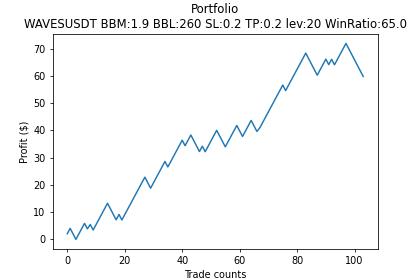 Portfolio
WAVESUSDT BBM:1.9 BBL:260 SL:0.2 TP:0.2 lev:20 WinRatio:65.0
Profit ($)
70
60
50
40
30
20
10
0
0 20 40 60 80 100
Trade counts